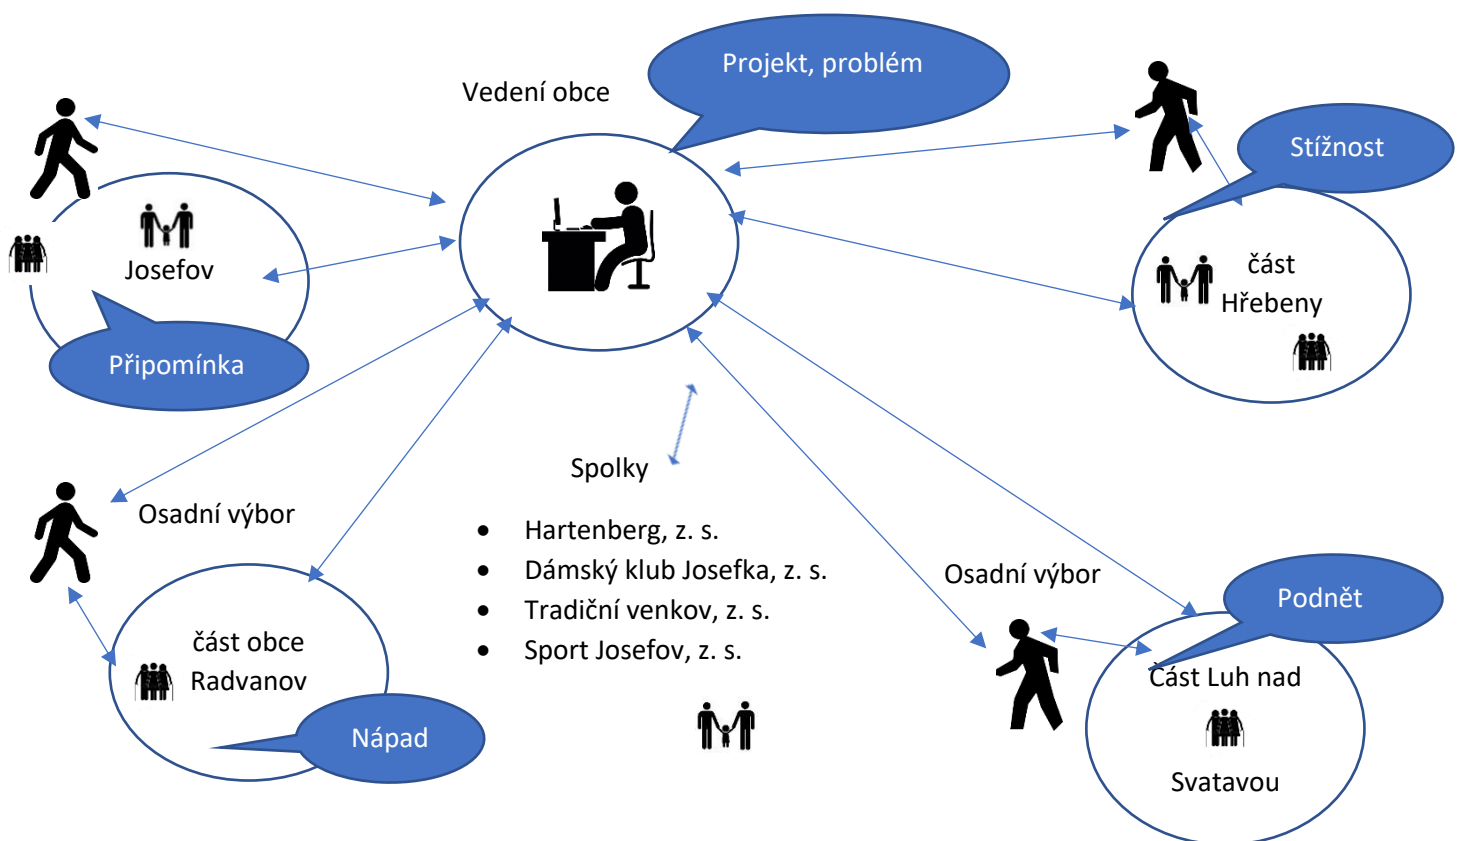 Projekt, problém
Vedení obce
Stížnost
Josefov
část
Hřebeny
Připomínka
Spolky
Osadní výbor
• Hartenberg, z. s.
• Dámský klub Josefka, z. s.
• Tradiční venkov, z. s.
• Sport Josefov, z. s.
Osadní výbor
Podnět
část obce
Radvanov
Část Luh nad
Svatavou
Nápad